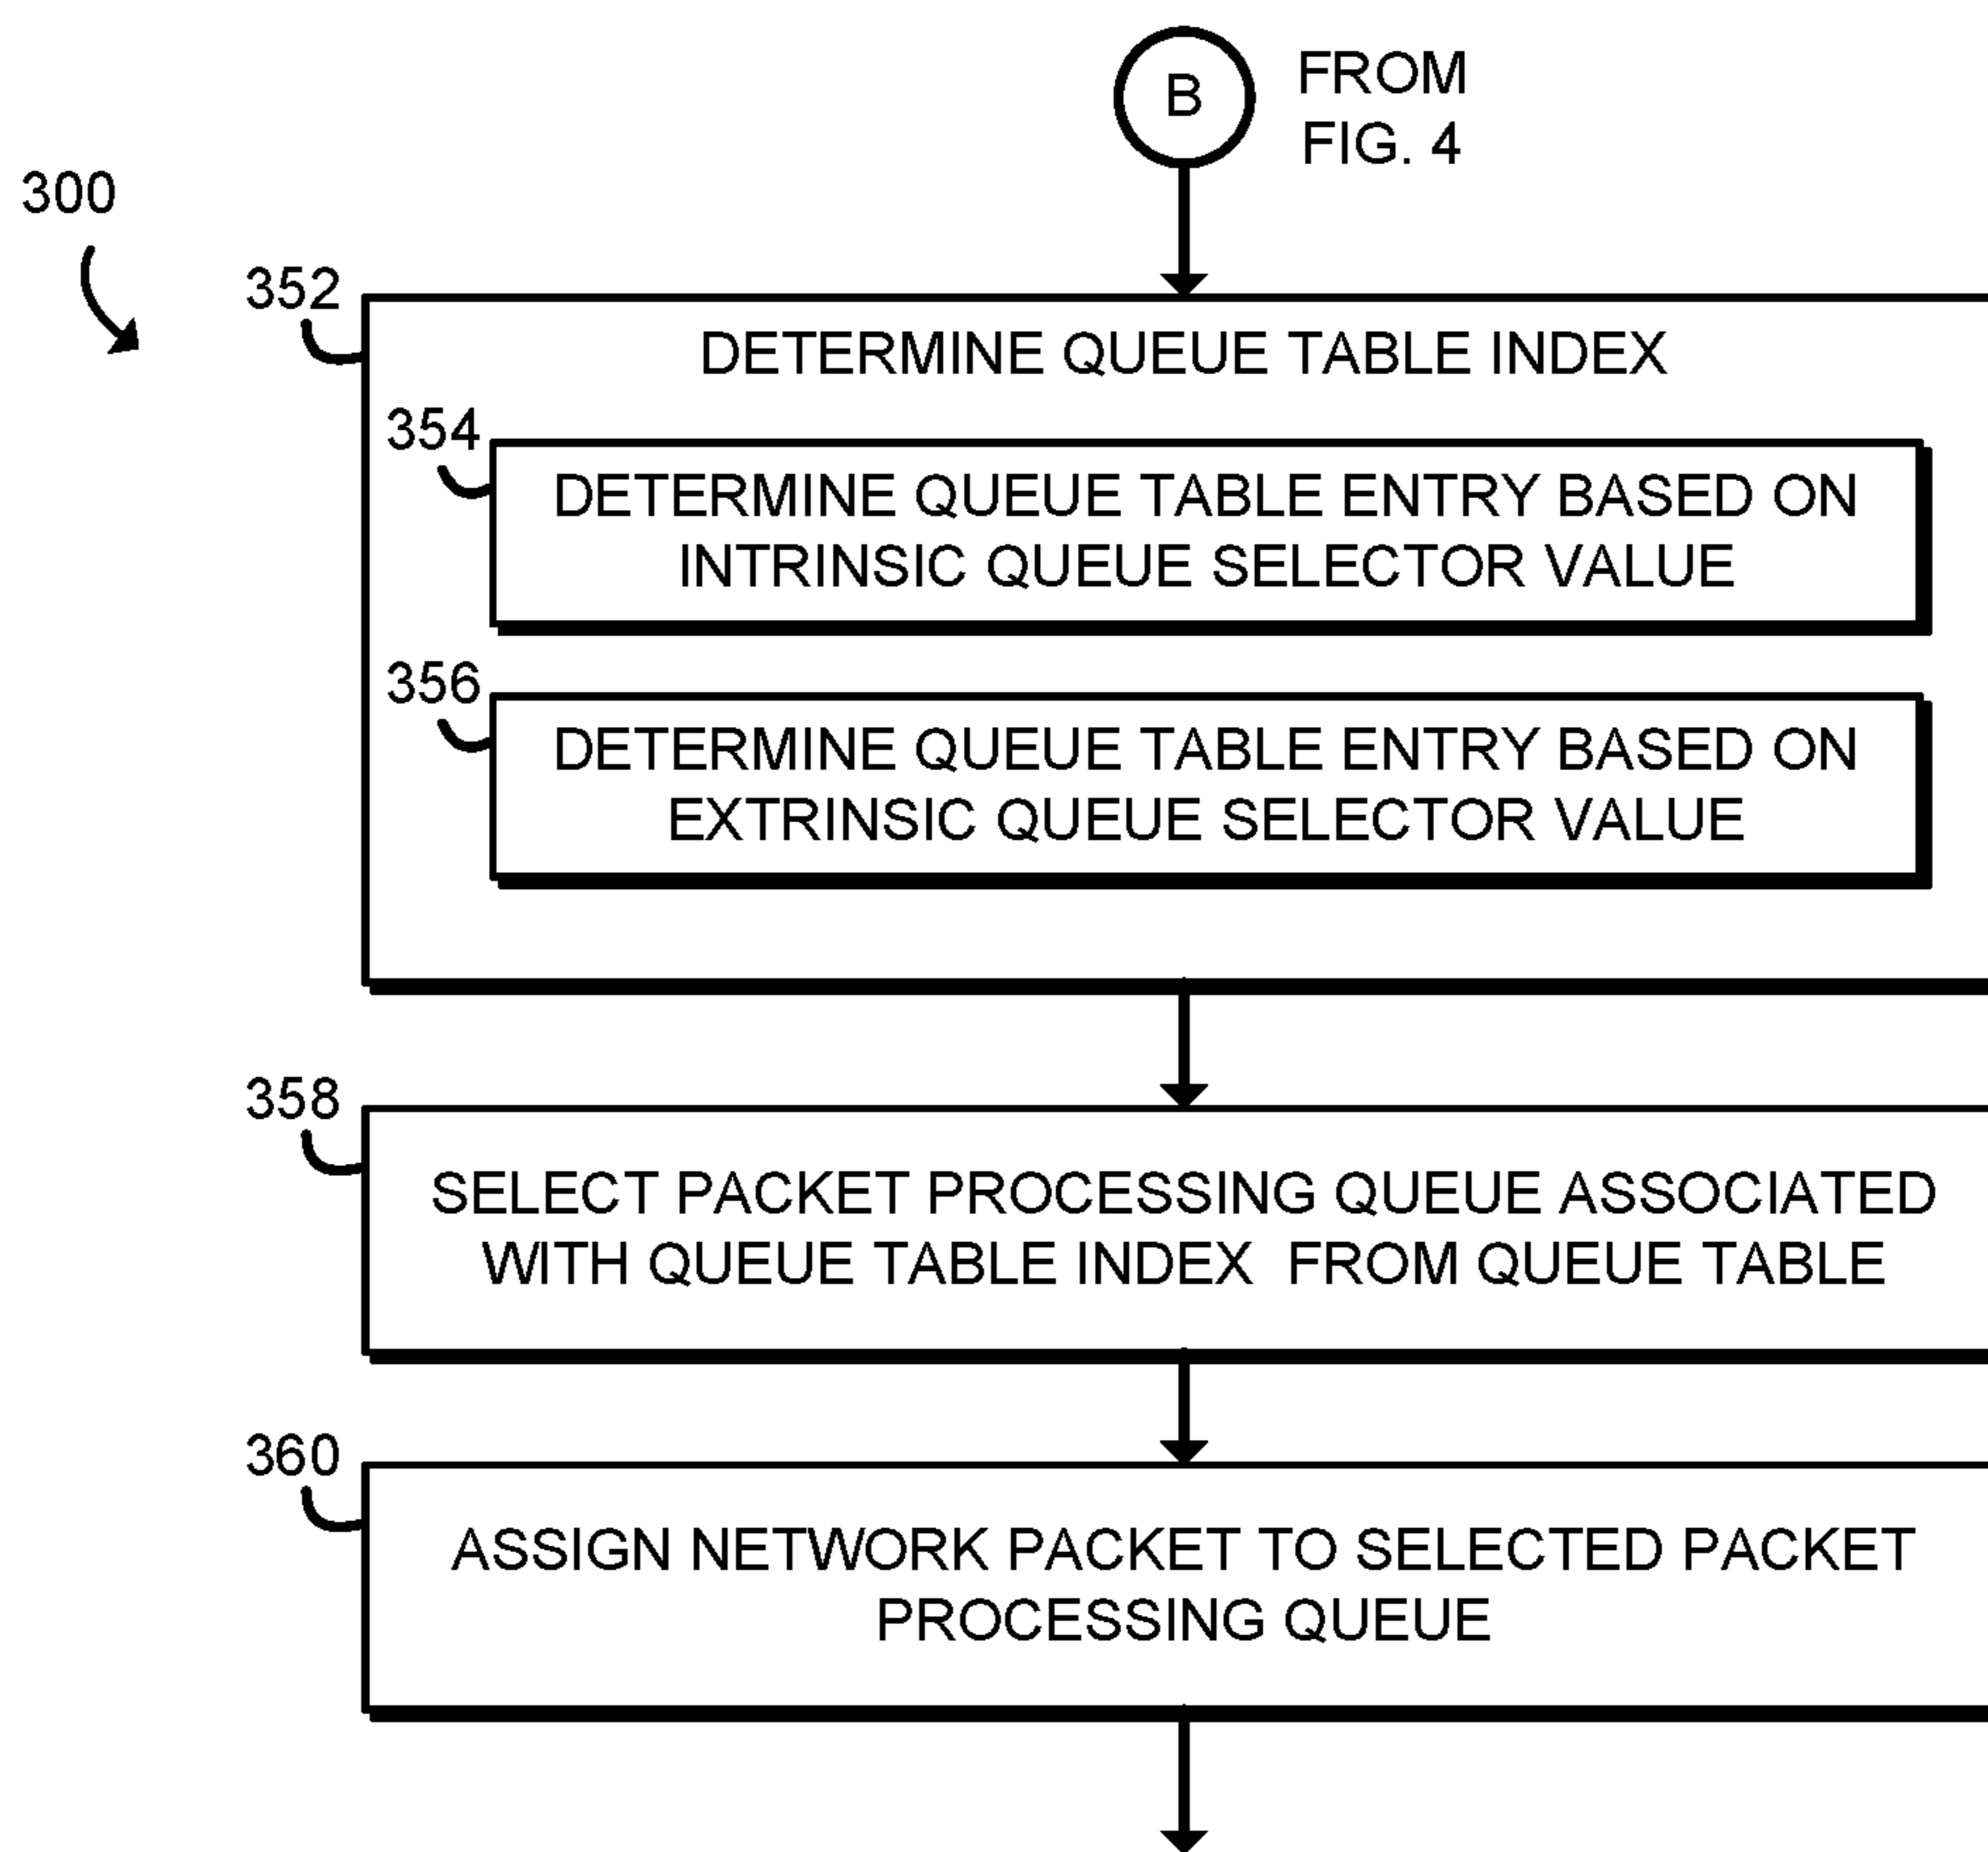 B
FROM
FIG. 4
300
352
DETERMINE QUEUE TABLE INDEX
354
DETERMINE QUEUE TABLE ENTRY BASED ON
INTRINSIC QUEUE SELECTOR VALUE
356
DETERMINE QUEUE TABLE ENTRY BASED ON
EXTRINSIC QUEUE SELECTOR VALUE
358
SELECT PACKET PROCESSING QUEUE ASSOCIATED
WITH QUEUE TABLE INDEX FROM QUEUE TABLE
360
ASSIGN NETWORK PACKET TO SELECTED PACKET
PROCESSING QUEUE